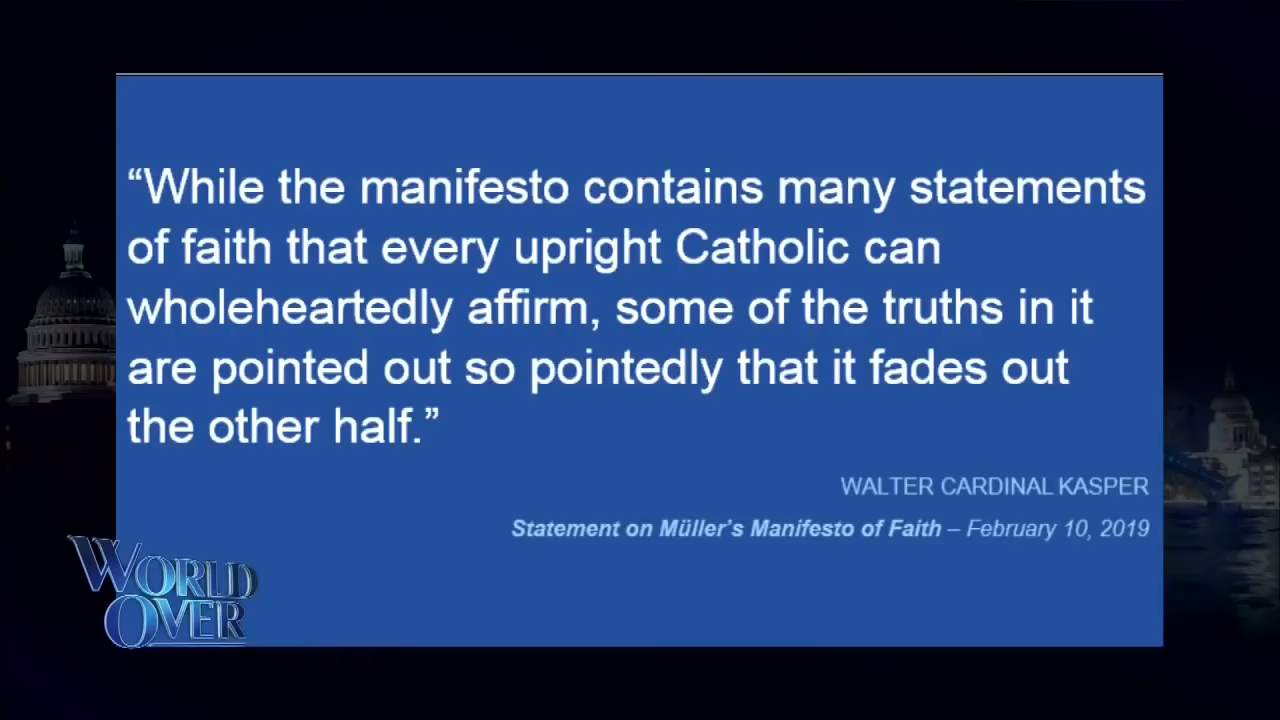 “While the manifesto contains many statements
of faith that every upright Catholic can
wholeheartedly affirm, some of the truths in it
are pointed out so pointedly that it fades out
the other half.”
WALTER CARDINAL KASPER
Statement on Müller’s Manifesto of Faith – February 10, 2019
WORLD
OVER